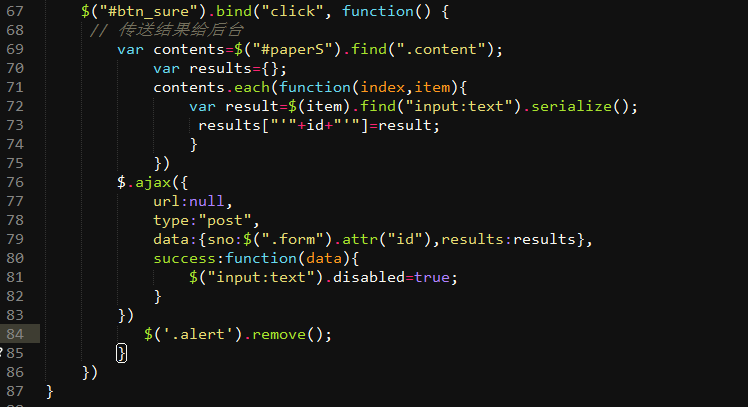 67 $("#btn_sure").bind("click", function() {
68 // 传送结果给后台
69 var contents=$("#paperS").find(".content");
70 var results={};
71 contents.each(function(index,item){
72 var result=$(item).find("input:text").serialize();
73 results["'"+id+"'"]=result;
74 }
75 })
76 $.ajax({
77 url:null,
78 type:"post",
79 data:{sno:$(".form").attr("id"),results:results},
80 success:function(data){
81 $("input:text").disabled=true;
82 }
83 })
84 $('.alert').remove();
?85 }
86 })
87 }